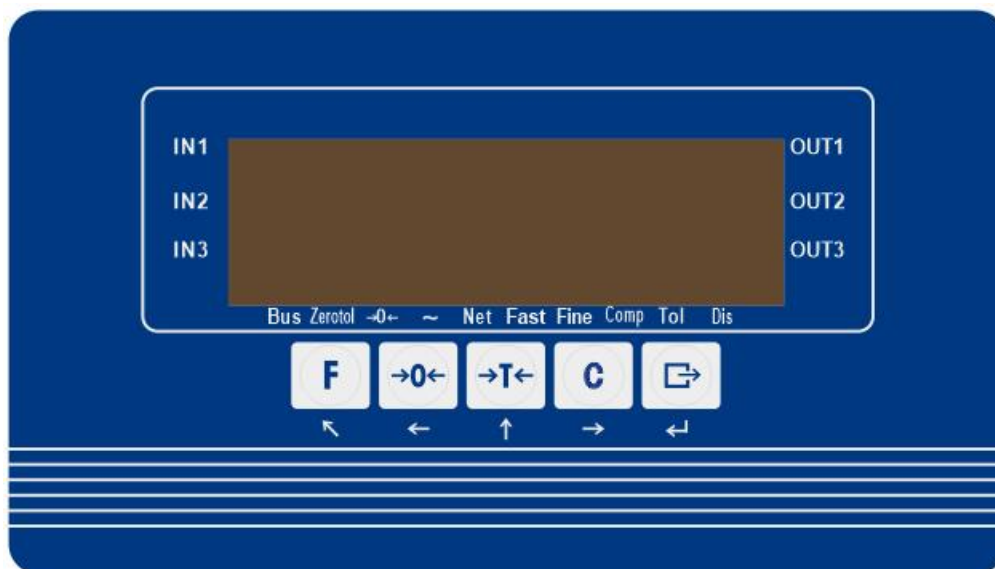 IN1 OUT1
IN2 OUT2
IN3 OUT3
Bus Zerotol →0← ~ Net Fast Fine Comp Tol Dis
F →0← →T← C
↖ ← ↑ → ↵